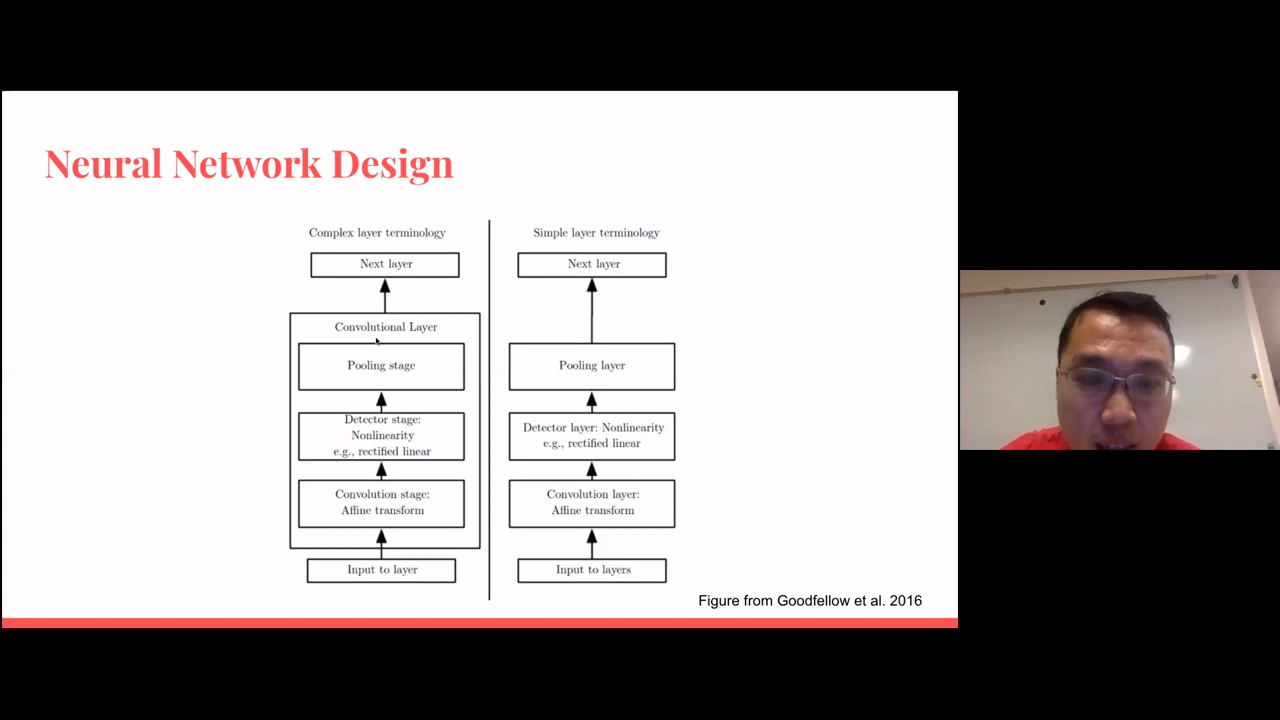 Neural Network Design
Complex layer terminology
Next layer
Convolutional Layer
Pooling stage
Detector stage:
Nonlinearity
e.g., rectified linear
Convolution stage:
Affine transform
Input to layer
Simple layer terminology
Next layer
Pooling layer
Detector layer: Nonlinearity
e.g., rectified linear
Convolution layer:
Affine transform
Input to layers
Figure from Goodfellow et al. 2016